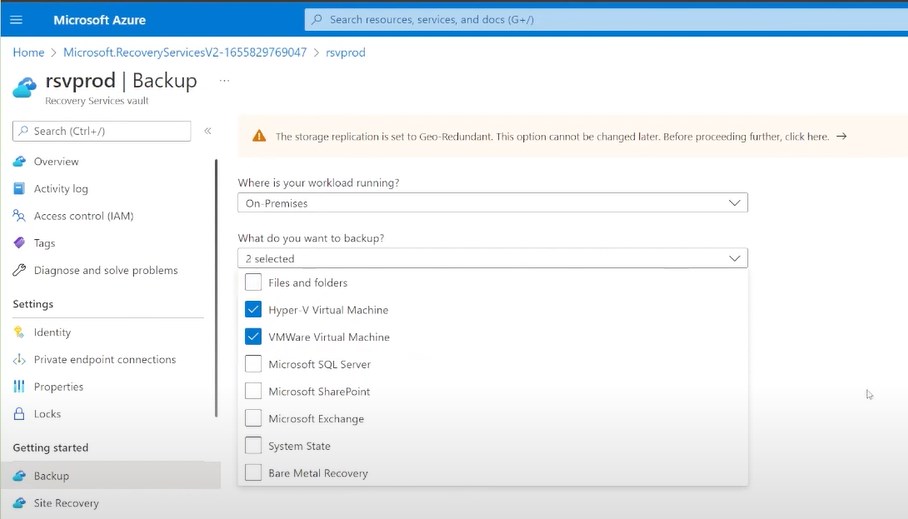 Microsoft Azure
Search resources, services, and docs (G+/)
Home > Microsoft.RecoveryServicesV2-1655829769047 > rsvprod
rsvprod | Backup ...
Recovery Services vault
Search (Ctrl+/)
«
Overview
Activity log
Access control (IAM)
Tags
Diagnose and solve problems
Settings
Identity
Private endpoint connections
Properties
Locks
Getting started
Backup
Site Recovery
The storage replication is set to Geo-Redundant. This option cannot be changed later. Before proceeding further, click here. →
Where is your workload running?
On-Premises
What do you want to backup?
2 selected
Files and folders
Hyper-V Virtual Machine
VMWare Virtual Machine
Microsoft SQL Server
Microsoft SharePoint
Microsoft Exchange
System State
Bare Metal Recovery